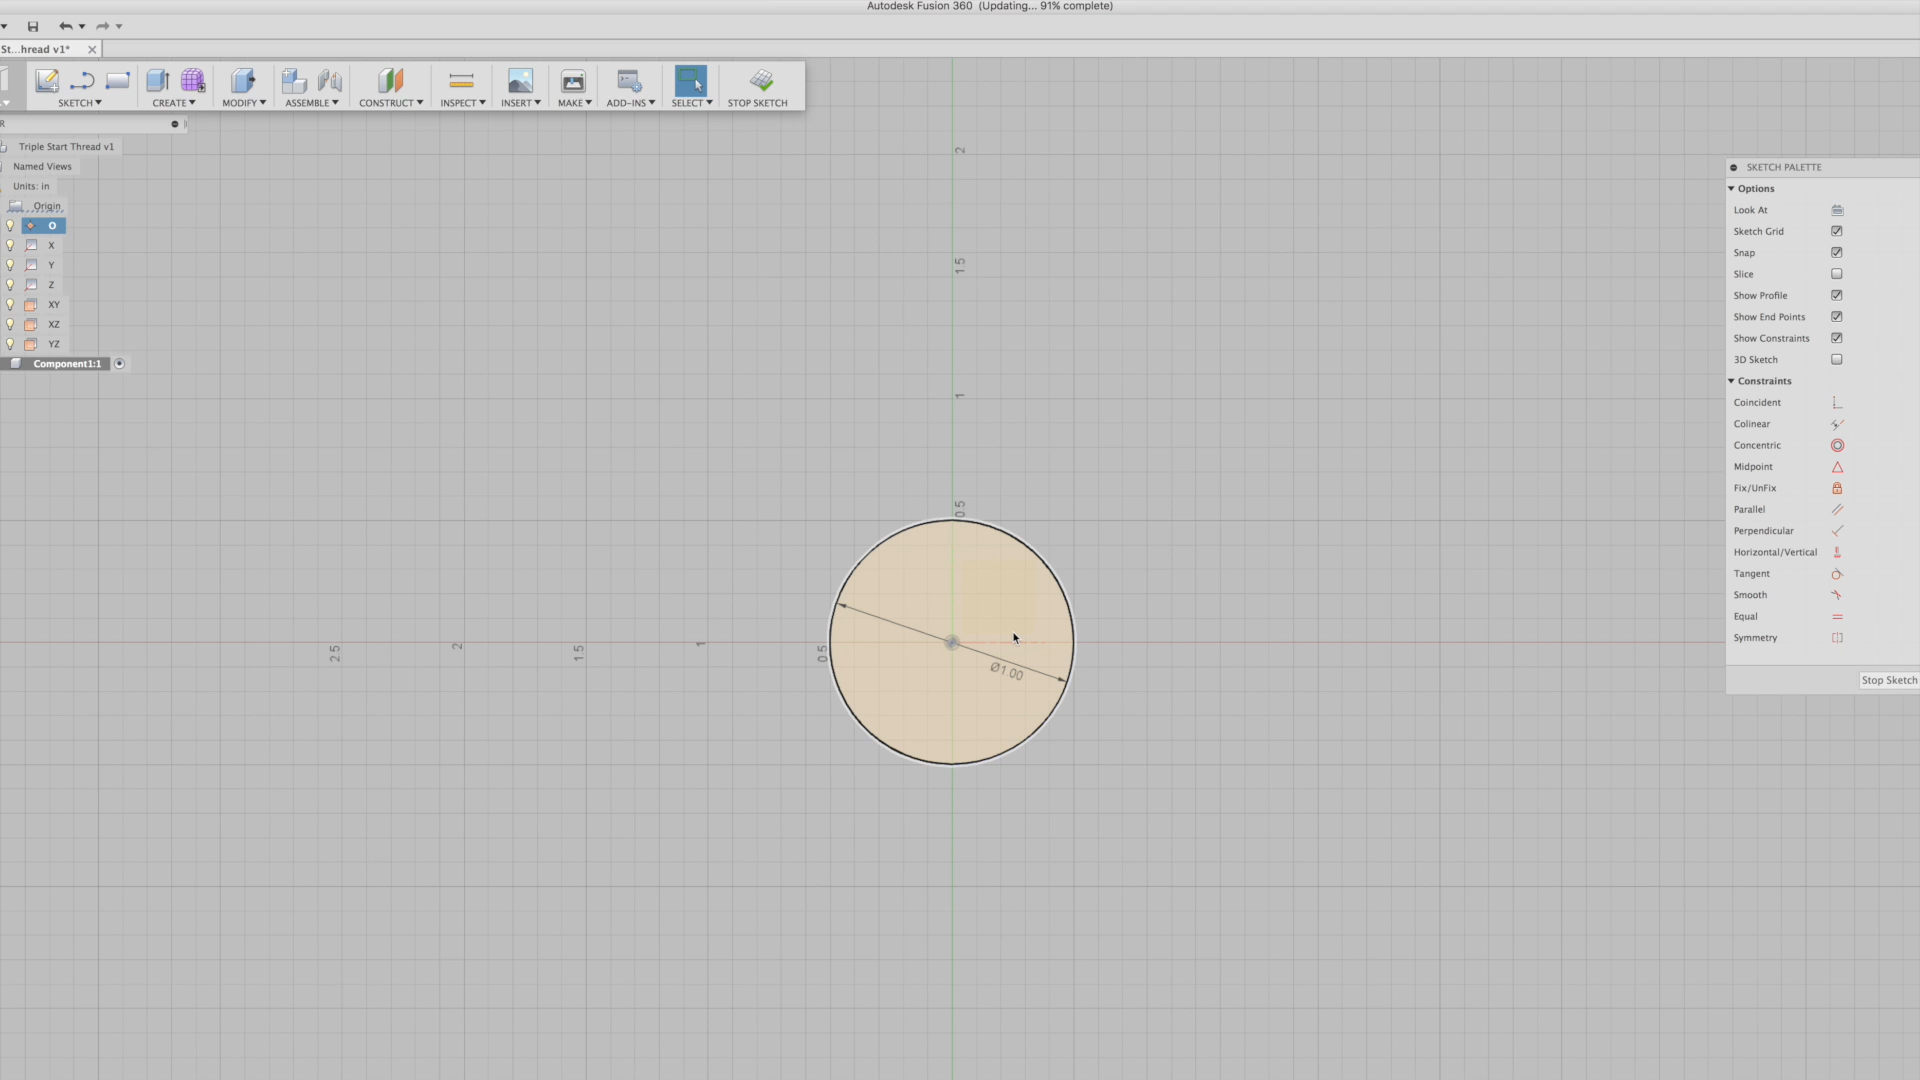 Autodesk Fusion 360 (Updating... 91% complete)
St...hread v1*
SKETCH
CREATE
MODIFY
ASSEMBLE
CONSTRUCT
INSPECT
INSERT
MAKE
ADD-INS
SELECT
STOP SKETCH
R
Triple Start Thread v1
Named Views
Units: in
Origin
O
X
Y
Z
XY
XZ
YZ
Component1:1
2
1.5
1
0.5
2.5
2
1.5
1
0.5
Ø1.00
SKETCH PALETTE
Options
Look At
Sketch Grid
Snap
Slice
Show Profile
Show End Points
Show Constraints
3D Sketch
Constraints
Coincident
Colinear
Concentric
Midpoint
Fix/UnFix
Parallel
Perpendicular
Horizontal/Vertical
Tangent
Smooth
Equal
Symmetry
Stop Sketch